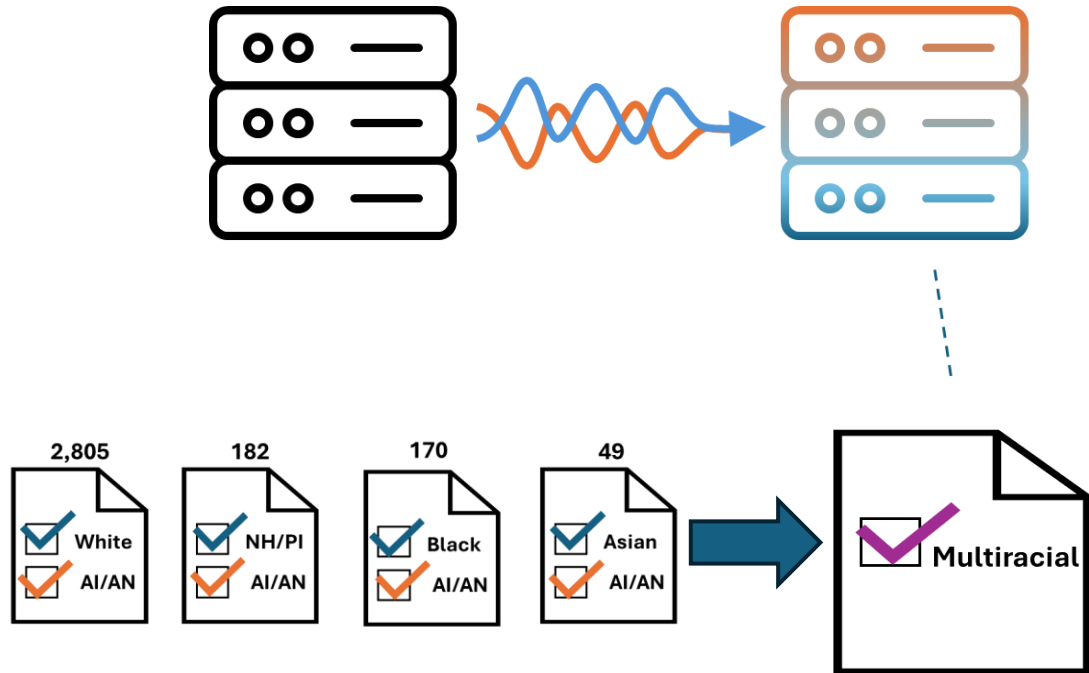 2,805
182
170
49
White
AI/AN
NH/PI
AI/AN
Black
AI/AN
Asian
AI/AN
Multiracial